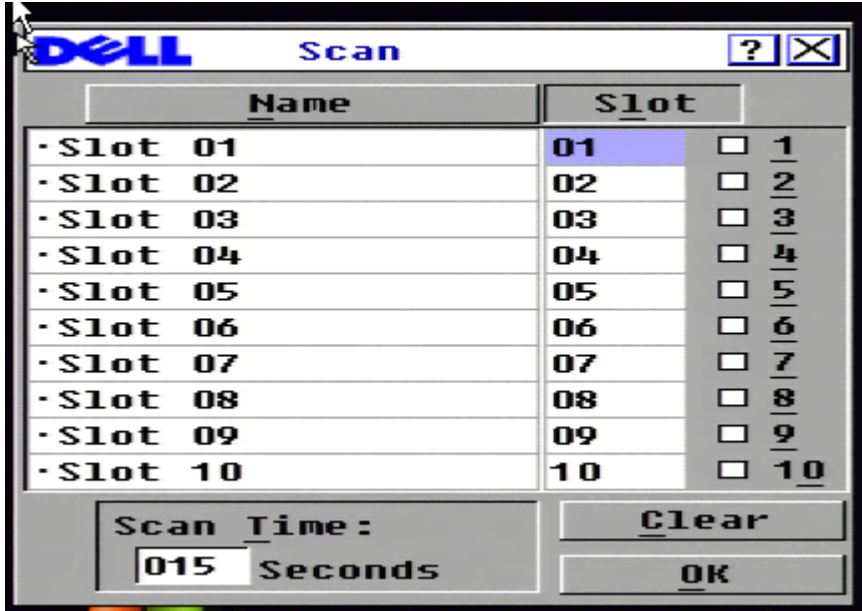 DELL Scan ? X
Name Slot
·Slot 01 01 1
·Slot 02 02 2
·Slot 03 03 3
·Slot 04 04 4
·Slot 05 05 5
·Slot 06 06 6
·Slot 07 07 7
·Slot 08 08 8
·Slot 09 09 9
·Slot 10 10 10
Scan Time: Clear
015 Seconds OK